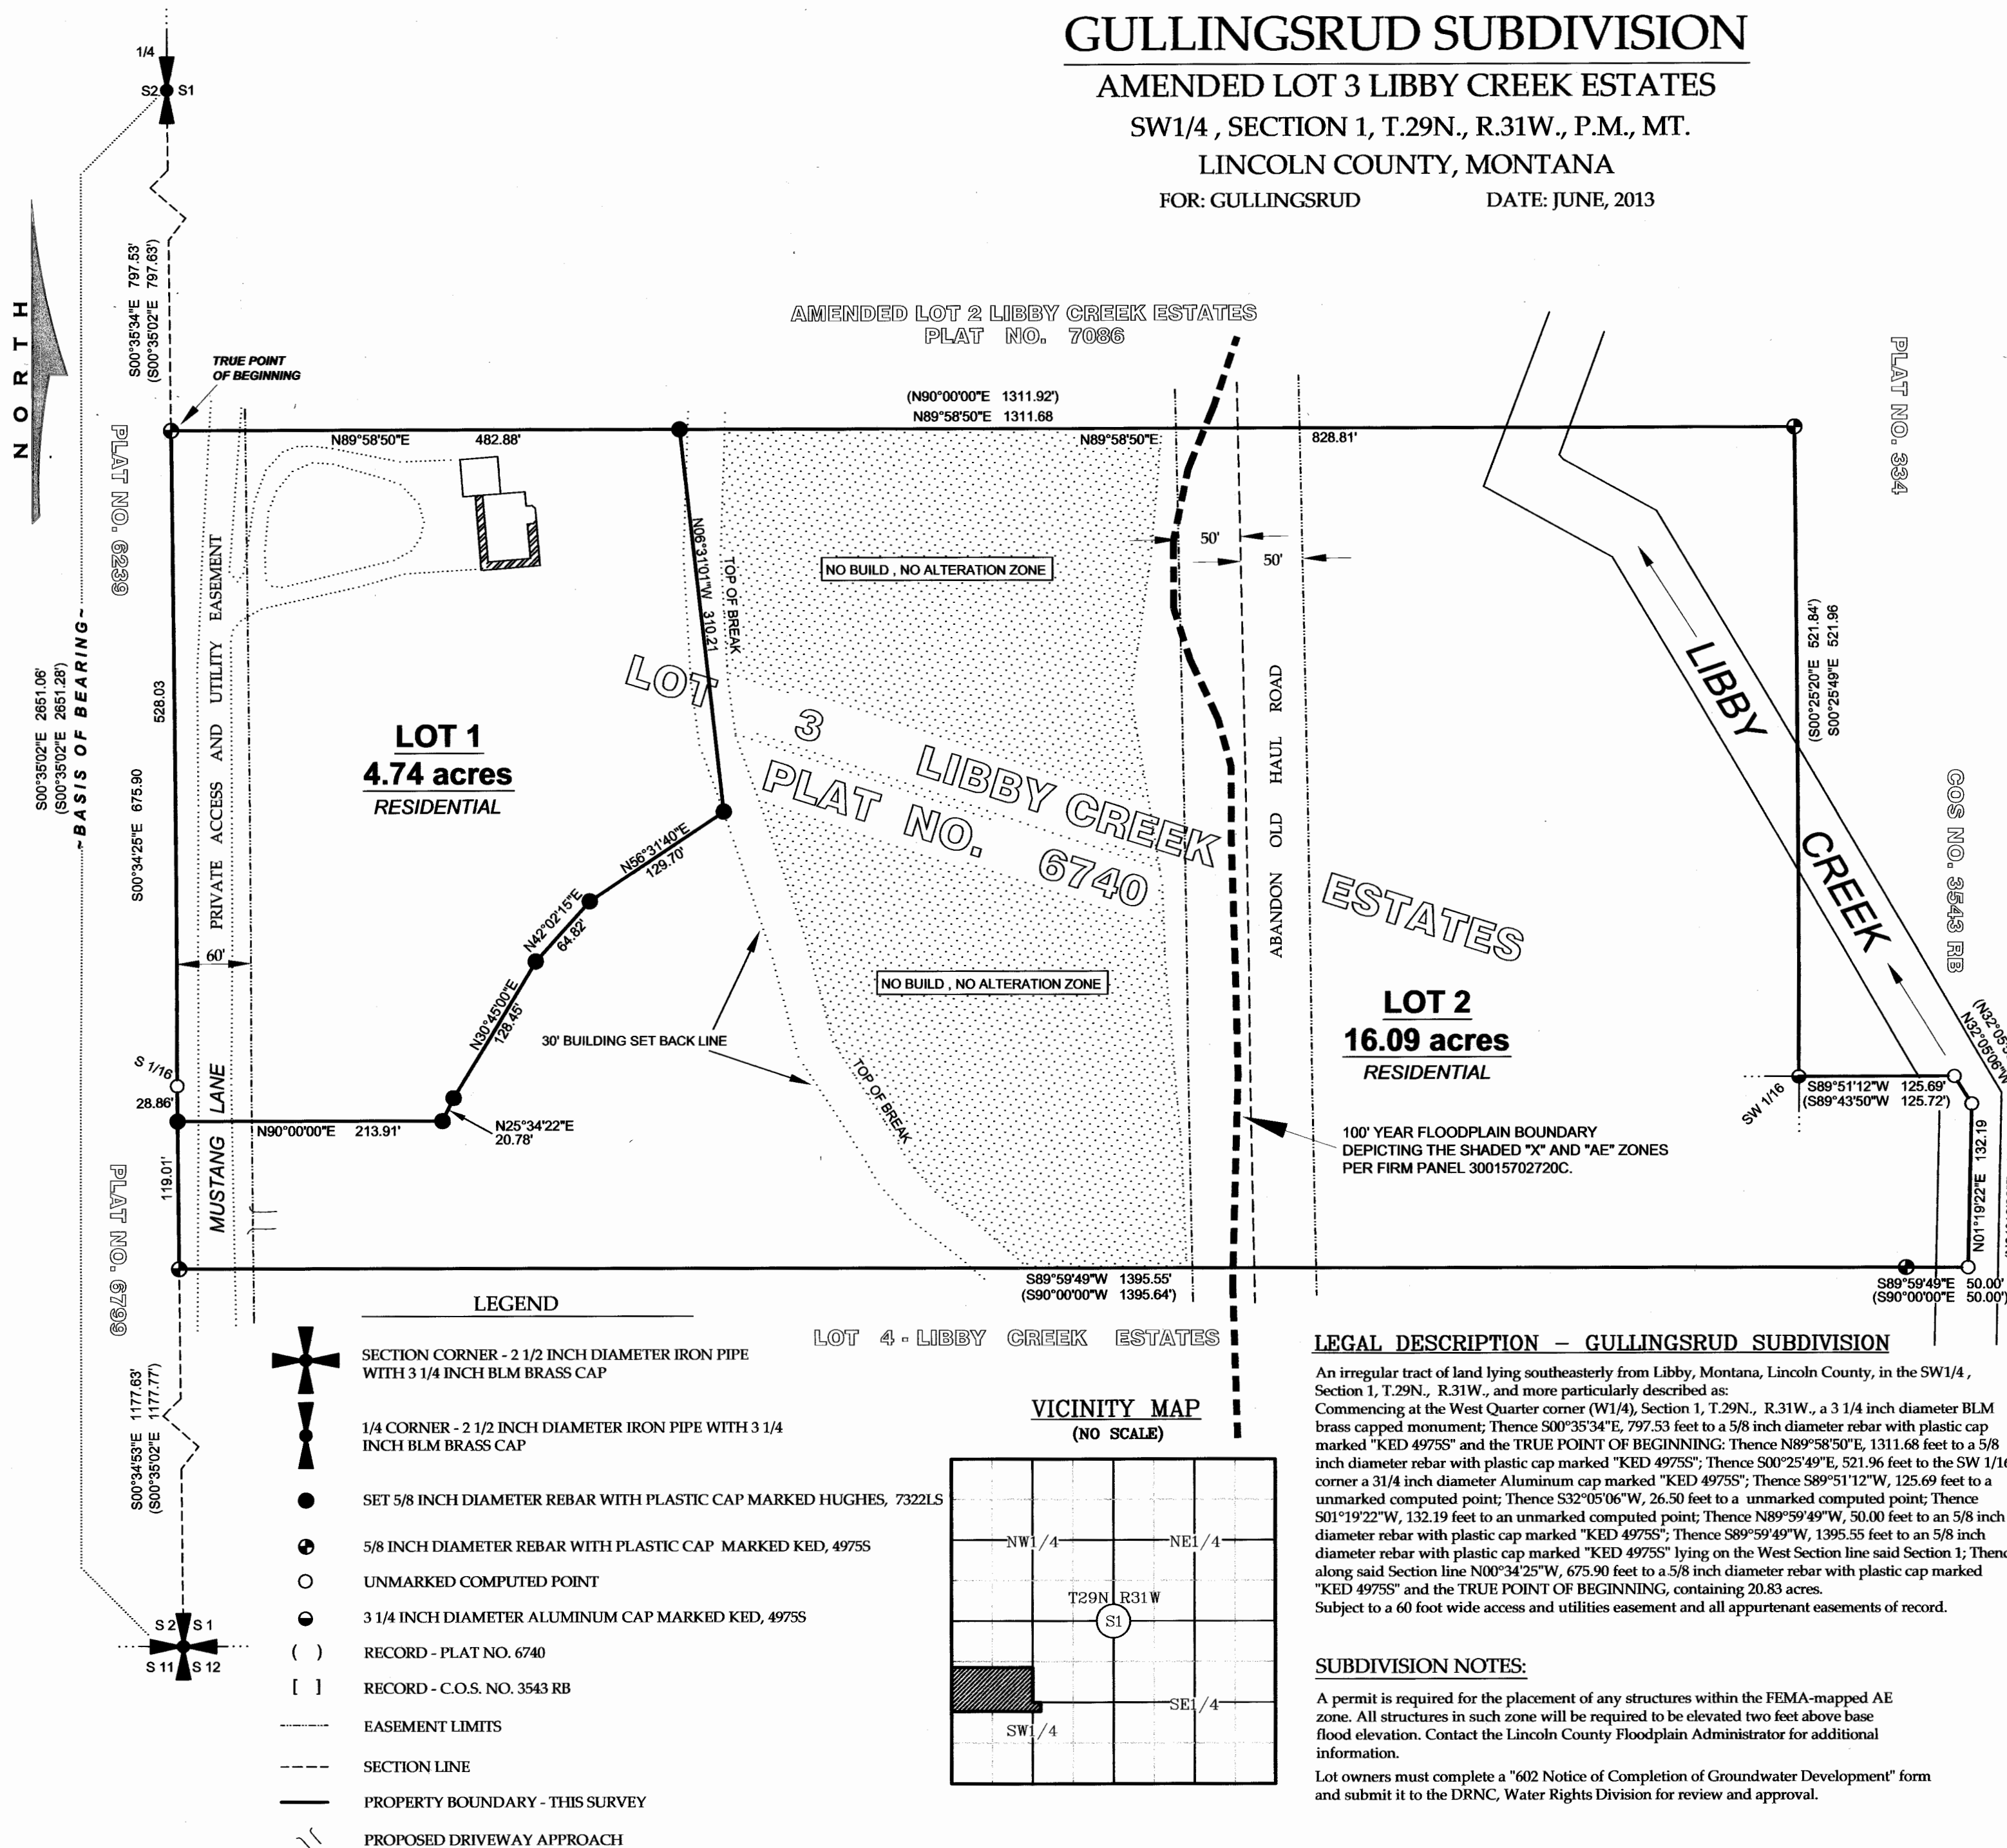 GULLINGSRUD SUBDIVISION
AMENDED LOT 3 LIBBY CREEK ESTATES
SW1/4 , SECTION 1, T.29N., R.31W., P.M., MT.
LINCOLN COUNTY, MONTANA
FOR: GULLINGSRUD DATE: JUNE, 2013
1/4
S2 S1
S00°35'34"E 797.53'
(S00°35'02"E 797.63')
NORTH
TRUE POINT
OF BEGINNING
AMENDED LOT 2 LIBBY CREEK ESTATES
PLAT NO. 7086
(N90°00'00"E 1311.92')
N89°58'50"E 1311.68
N89°58'50"E 482.88'
N89°58'50"E 828.81'
PLAT NO. 334
PLAT NO. 6239
S00°35'02"E 2651.06'
(S00°35'02"E 2651.28')
~BASIS OF BEARING~
528.03
S00°34'25"E 675.90
PRIVATE ACCESS AND UTILITY EASEMENT
60'
MUSTANG LANE
N06°31'01"W 310.21
TOP OF BREAK
NO BUILD , NO ALTERATION ZONE
50'
50'
LOT 3 LIBBY CREEK ESTATES
PLAT NO. 6740
LOT 1
4.74 acres
RESIDENTIAL
N56°31'40"E
129.70'
N42°02'15"E
64.82'
N30°45'00"E
128.45'
N25°34'22"E
20.78'
30' BUILDING SET BACK LINE
NO BUILD , NO ALTERATION ZONE
TOP OF BREAK
ABANDON OLD HAUL ROAD
LIBBY CREEK
(S00°25'20"E 521.84')
S00°25'49"E 521.96
COS NO. 3543 RB
LOT 2
16.09 acres
RESIDENTIAL
N32°05'06"W
SW 1/16
S89°51'12"W 125.69'
(S89°43'50"W 125.72')
N01°19'22"E 132.19
100' YEAR FLOODPLAIN BOUNDARY
DEPICTING THE SHADED "X" AND "AE" ZONES
PER FIRM PANEL 30015702720C.
S 1/16
28.86'
N90°00'00"E 213.91'
119.01'
PLAT NO. 6799
S89°59'49"W 1395.55'
(S90°00'00"W 1395.64')
S89°59'49"E 50.00'
(S90°00'00"E 50.00')
LOT 4 - LIBBY CREEK ESTATES
S00°34'53"E 1177.63'
(S00°35'02"E 1177.77')
S 2 S 1
S 11 S 12
LEGEND
SECTION CORNER - 2 1/2 INCH DIAMETER IRON PIPE
WITH 3 1/4 INCH BLM BRASS CAP
1/4 CORNER - 2 1/2 INCH DIAMETER IRON PIPE WITH 3 1/4
INCH BLM BRASS CAP
SET 5/8 INCH DIAMETER REBAR WITH PLASTIC CAP MARKED HUGHES, 7322LS
5/8 INCH DIAMETER REBAR WITH PLASTIC CAP MARKED KED, 4975S
UNMARKED COMPUTED POINT
3 1/4 INCH DIAMETER ALUMINUM CAP MARKED KED, 4975S
( ) RECORD - PLAT NO. 6740
[ ] RECORD - C.O.S. NO. 3543 RB
EASEMENT LIMITS
SECTION LINE
PROPERTY BOUNDARY - THIS SURVEY
PROPOSED DRIVEWAY APPROACH
VICINITY MAP
(NO SCALE)
NW1/4 NE1/4
T29N R31W
S1
SE1/4
SW1/4
LEGAL DESCRIPTION – GULLINGSRUD SUBDIVISION
An irregular tract of land lying southeasterly from Libby, Montana, Lincoln County, in the SW1/4 ,
Section 1, T.29N., R.31W., and more particularly described as:
Commencing at the West Quarter corner (W1/4), Section 1, T.29N., R.31W., a 3 1/4 inch diameter BLM
brass capped monument; Thence S00°35'34"E, 797.53 feet to a 5/8 inch diameter rebar with plastic cap
marked "KED 4975S" and the TRUE POINT OF BEGINNING: Thence N89°58'50"E, 1311.68 feet to a 5/8
inch diameter rebar with plastic cap marked "KED 4975S"; Thence S00°25'49"E, 521.96 feet to the SW 1/16
corner a 31/4 inch diameter Aluminum cap marked "KED 4975S"; Thence S89°51'12"W, 125.69 feet to a
unmarked computed point; Thence S32°05'06"W, 26.50 feet to a unmarked computed point; Thence
S01°19'22"W, 132.19 feet to an unmarked computed point; Thence N89°59'49"W, 50.00 feet to an 5/8 inch
diameter rebar with plastic cap marked "KED 4975S"; Thence S89°59'49"W, 1395.55 feet to an 5/8 inch
diameter rebar with plastic cap marked "KED 4975S" lying on the West Section line said Section 1;
along said Section line N00°34'25"W, 675.90 feet to a 5/8 inch diameter rebar with plastic cap marked
"KED 4975S" and the TRUE POINT OF BEGINNING, containing 20.83 acres.
Subject to a 60 foot wide access and utilities easement and all appurtenant easements of record.
SUBDIVISION NOTES:
A permit is required for the placement of any structures within the FEMA-mapped AE
zone. All structures in such zone will be required to be elevated two feet above base
flood elevation. Contact the Lincoln County Floodplain Administrator for additional
information.
Lot owners must complete a "602 Notice of Completion of Groundwater Development" form
and submit it to the DRNC, Water Rights Division for review and approval.